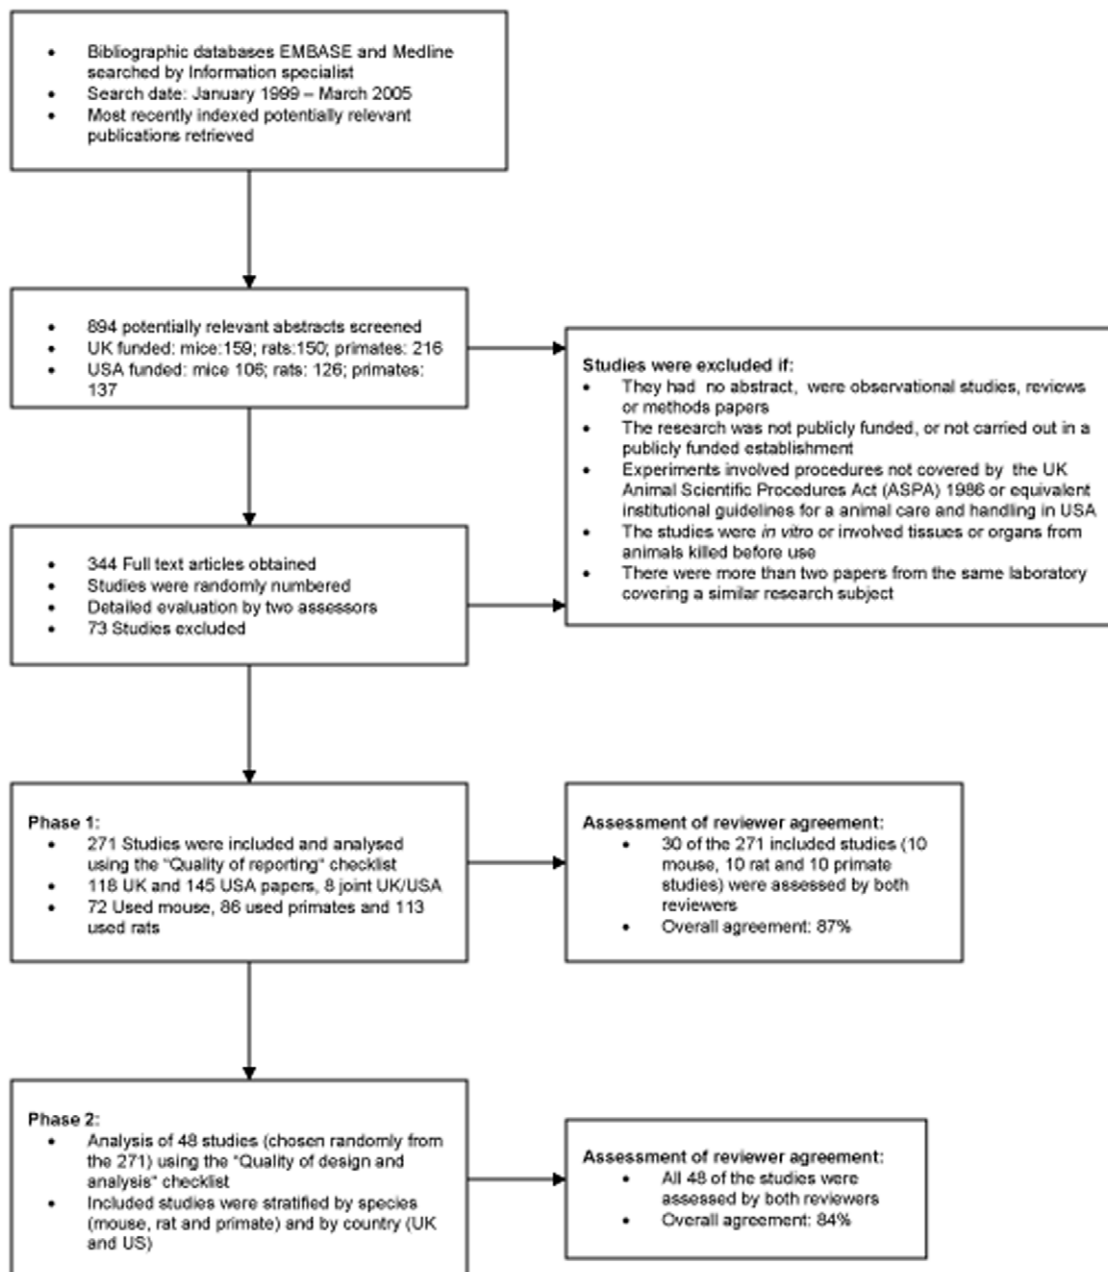 • Bibliographic databases EMBASE and Medline
searched by Information specialist
• Search date: January 1999 – March 2005
• Most recently indexed potentially relevant
publications retrieved
• 894 potentially relevant abstracts screened
• UK funded: mice:159; rats:150; primates: 216
• USA funded: mice 106; rats: 126; primates:
137
Studies were excluded if:
• They had no abstract, were observational studies, reviews
or methods papers
• The research was not publicly funded, or not carried out in a
publicly funded establishment
• Experiments involved procedures not covered by the UK
Animal Scientific Procedures Act (ASPA) 1986 or equivalent
institutional guidelines for a animal care and handling in USA
• The studies were in vitro or involved tissues or organs from
animals killed before use
• There were more than two papers from the same laboratory
covering a similar research subject
• 344 Full text articles obtained
• Studies were randomly numbered
• Detailed evaluation by two assessors
• 73 Studies excluded
Phase 1:
• 271 Studies were included and analysed
using the "Quality of reporting" checklist
• 118 UK and 145 USA papers, 8 joint UK/USA
• 72 Used mouse, 86 used primates and 113
used rats
Assessment of reviewer agreement:
• 30 of the 271 included studies (10
mouse, 10 rat and 10 primate
studies) were assessed by both
reviewers
• Overall agreement: 87%
Phase 2:
• Analysis of 48 studies (chosen randomly from
the 271) using the "Quality of design and
analysis" checklist
• Included studies were stratified by species
(mouse, rat and primate) and by country (UK
and US)
Assessment of reviewer agreement:
• All 48 of the studies were
assessed by both reviewers
• Overall agreement: 84%